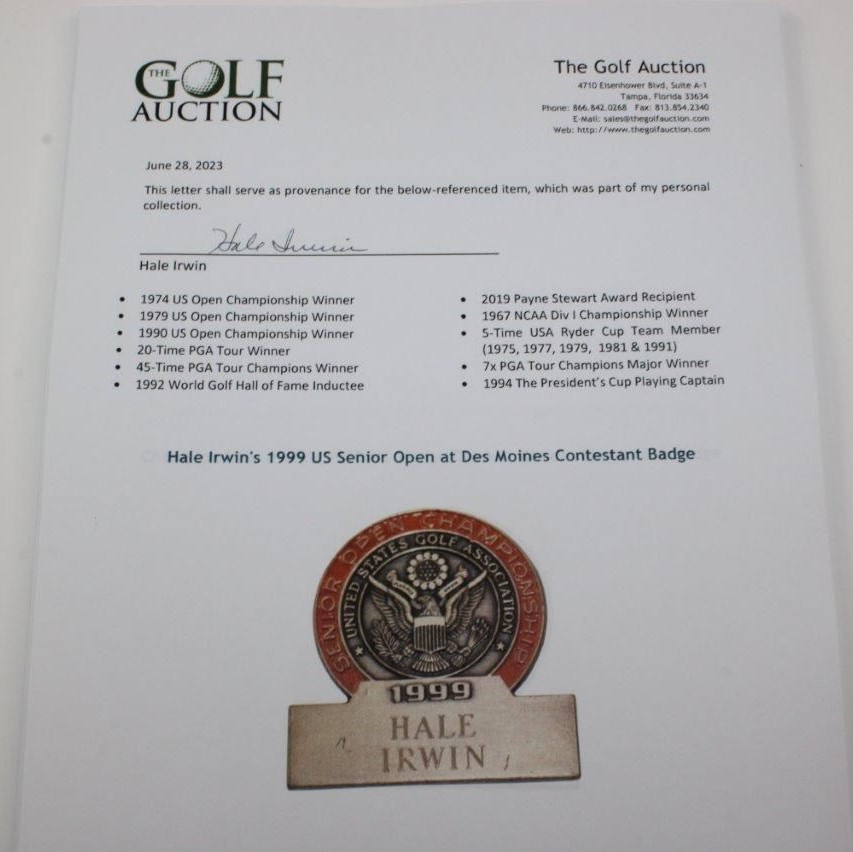 THE GOLF
AUCTION
The Golf Auction
4710 Eisenhower Blvd, Suite A-1
Tampa, Florida 33634
Phone: 866.842.0268 Fax: 813.854.2340
E-Mail: sales@thegolfauction.com
Web: http://www.thegolfauction.com
June 28, 2023
This letter shall serve as provenance for the below-referenced item, which was part of my personal
collection.
Hale Irwin
Hale Irwin
• 1974 US Open Championship Winner
• 1979 US Open Championship Winner
• 1990 US Open Championship Winner
• 20-Time PGA Tour Winner
• 45-Time PGA Tour Champions Winner
• 1992 World Golf Hall of Fame Inductee
• 2019 Payne Stewart Award Recipient
• 1967 NCAA Div I Championship Winner
• 5-Time USA Ryder Cup Team Member
(1975, 1977, 1979, 1981 & 1991)
• 7x PGA Tour Champions Major Winner
• 1994 The President's Cup Playing Captain
Hale Irwin's 1999 US Senior Open at Des Moines Contestant Badge
SENIOR OPEN CHAMPIONSHIP
UNITED STATES GOLF ASSOCIATION
1999
HALE
IRWIN